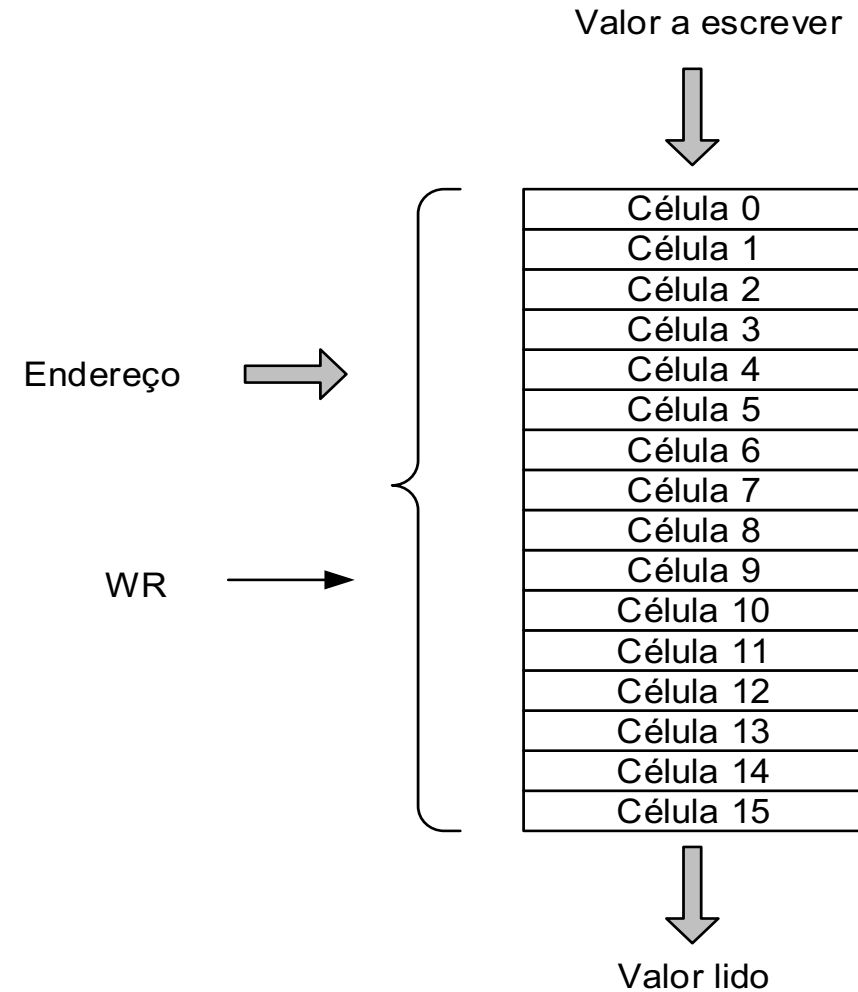 Valor a escrever
Célula 0
Célula 1
Célula 2
Célula 3
Endereço
Célula 4
Célula 5
Célula 6
Célula 7
Célula 8
WR
Célula 9
Célula 10
Célula 11
Célula 12
Célula 13
Célula 14
Célula 15
Valor lido